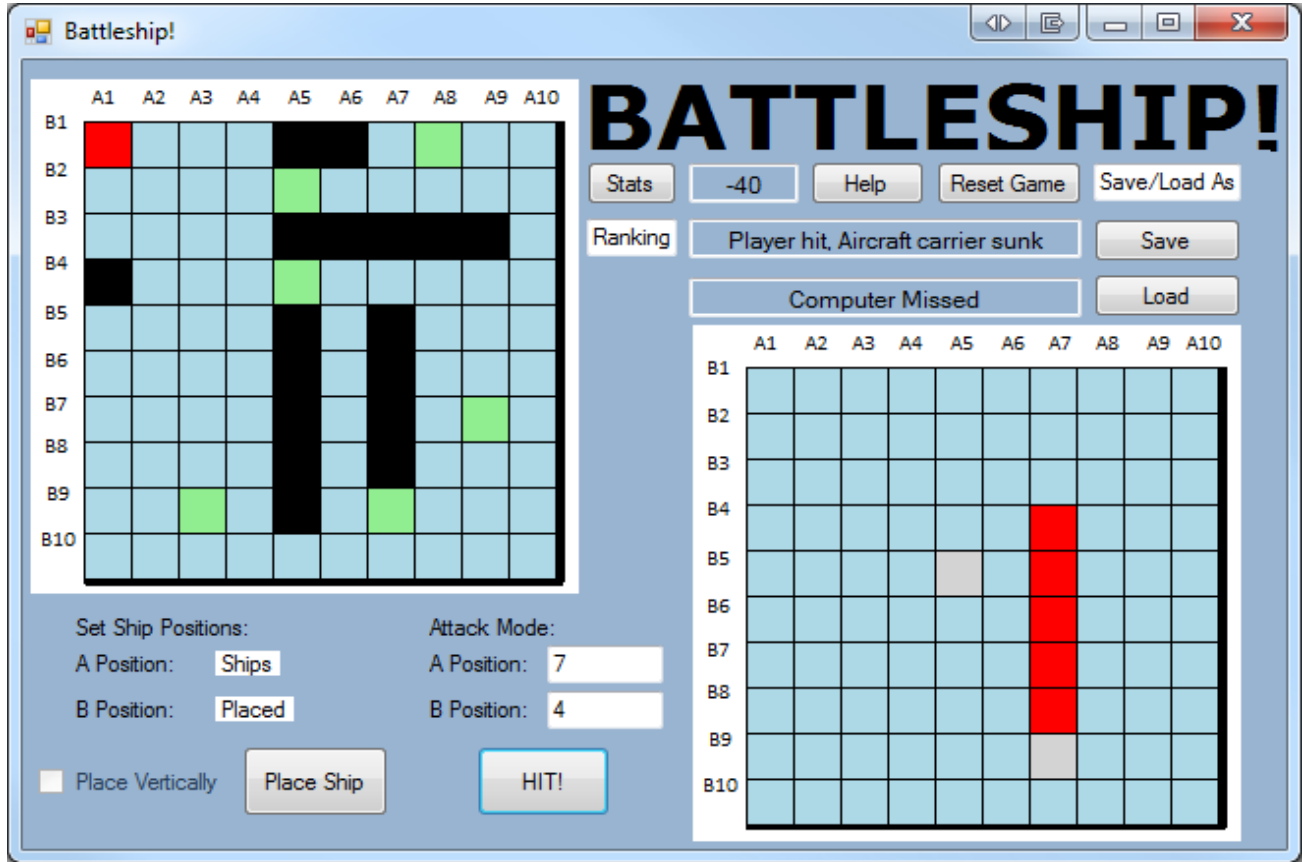 Battleship!
A1 A2 A3 A4 A5 A6 A7 A8 A9 A10
B1
B2
B3
B4
B5
B6
B7
B8
B9
B10
BATTLESHIP!
Stats -40 Help Reset Game Save/Load As
Ranking Player hit, Aircraft carrier sunk Save
Computer Missed Load
A1 A2 A3 A4 A5 A6 A7 A8 A9 A10
B1
B2
B3
B4
B5
B6
B7
B8
B9
B10
Set Ship Positions:
A Position: Ships
B Position: Placed
Place Vertically Place Ship
Attack Mode:
A Position: 7
B Position: 4
HIT!